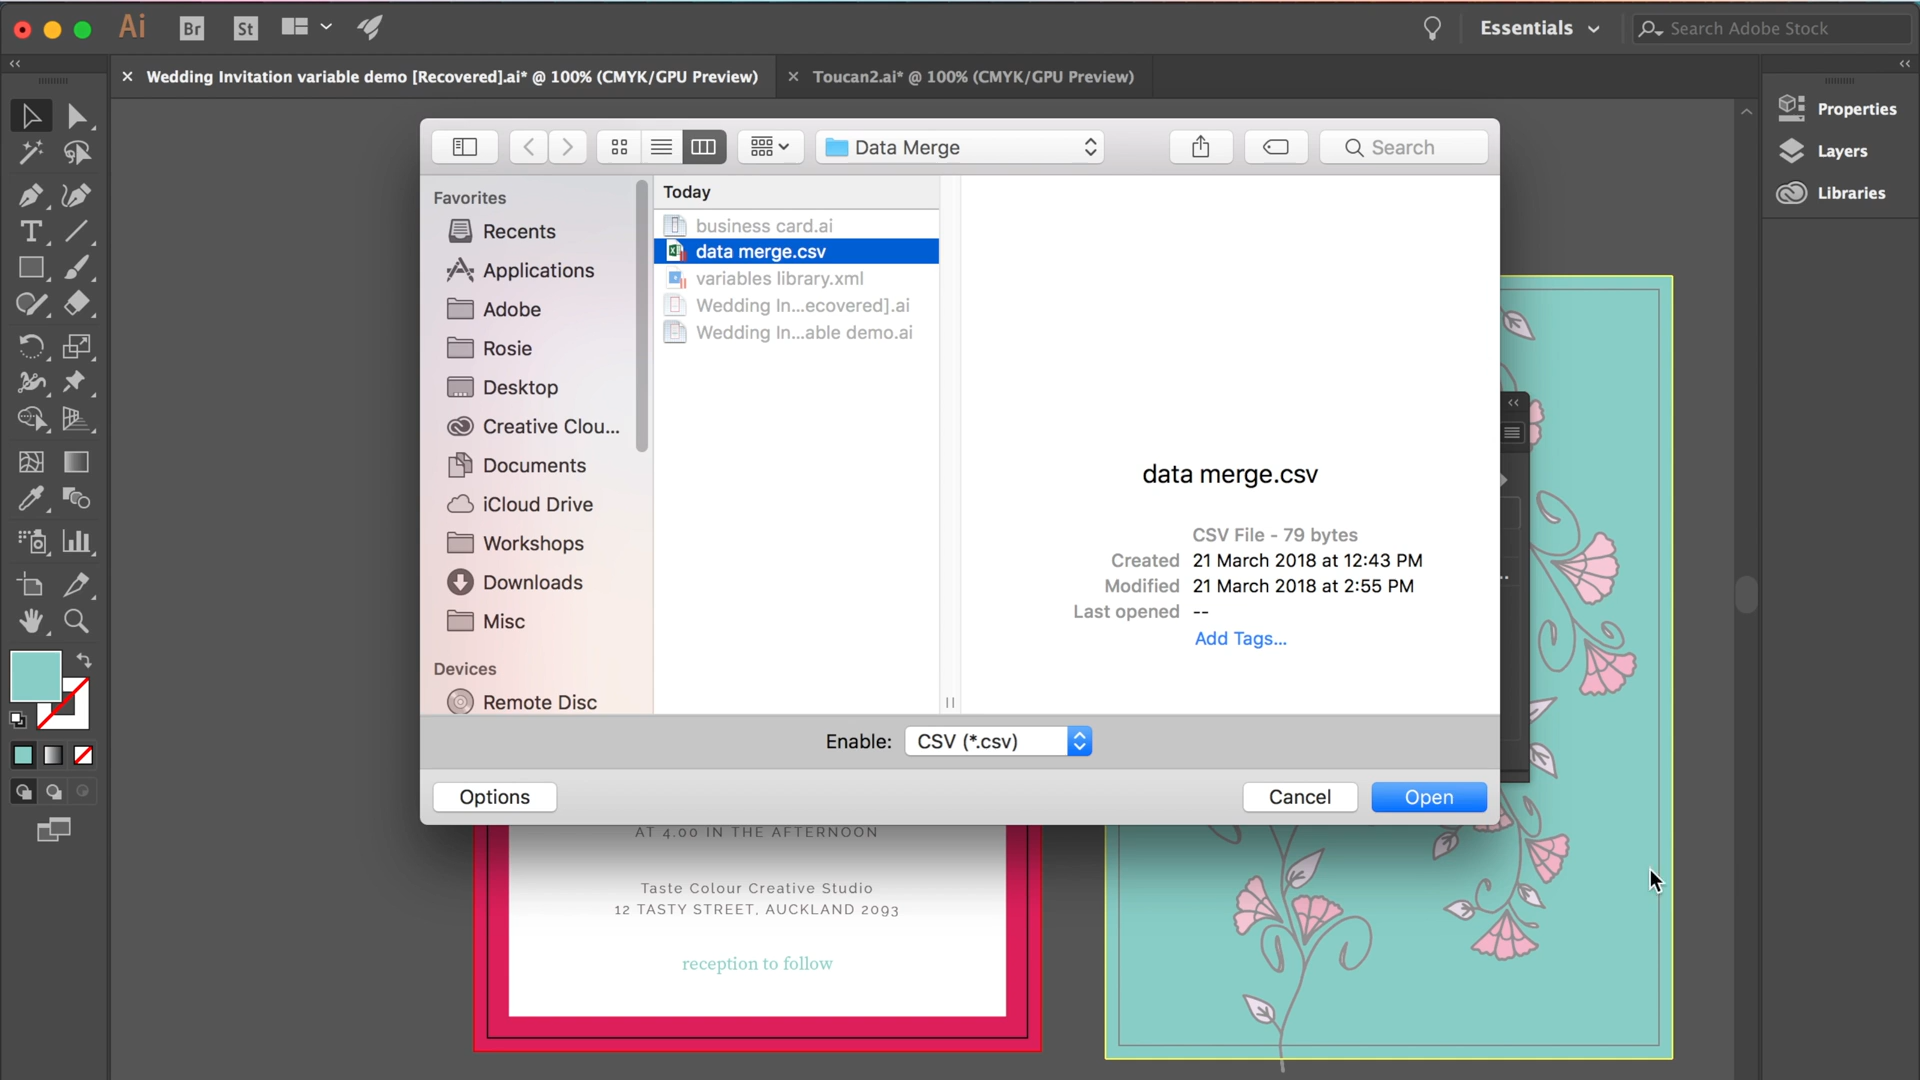 Ai
Br
St
Essentials
Search Adobe Stock
Wedding Invitation variable demo [Recovered].ai* @ 100% (CMYK/GPU Preview)
Toucan2.ai* @ 100% (CMYK/GPU Preview)
Properties
Layers
Libraries
Data Merge
Search
Favorites
Recents
Applications
Adobe
Rosie
Desktop
Creative Clou...
Documents
iCloud Drive
Workshops
Downloads
Misc
Devices
Remote Disc
Today
business card.ai
data merge.csv
variables library.xml
Wedding In...ecovered].ai
Wedding In...able demo.ai
data merge.csv
CSV File - 79 bytes
Created 21 March 2018 at 12:43 PM
Modified 21 March 2018 at 2:55 PM
Last opened --
Add Tags...
Enable: CSV (*.csv)
Options
Cancel
Open
AT 4.00 IN THE AFTERNOON
Taste Colour Creative Studio
12 TASTY STREET, AUCKLAND 2093
reception to follow